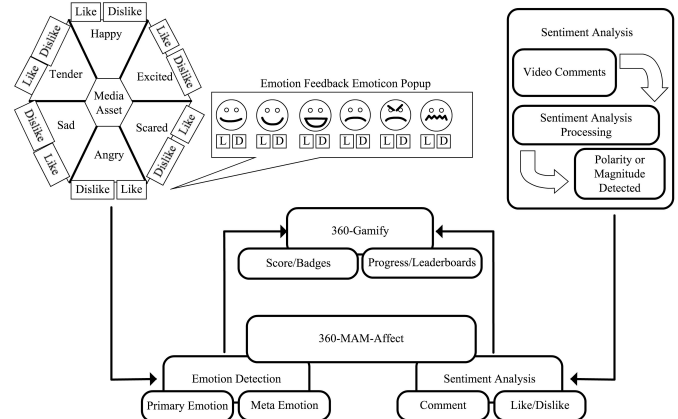 Like Dislike
Happy
Like Dislike
Excited
Like Dislike
Tender
Media
Asset
Dislike Like
Sad
Like
Dislike
Scared
Angry
Dislike Like
Emotion Feedback Emoticon Popup
L D L D L D L D L D L D
Sentiment Analysis
Video Comments
Sentiment Analysis
Processing
Polarity or
Magnitude
Detected
360-Gamify
Score/Badges
Progress/Leaderboards
360-MAM-Affect
Emotion Detection
Sentiment Analysis
Primary Emotion
Meta Emotion
Comment
Like/Dislike